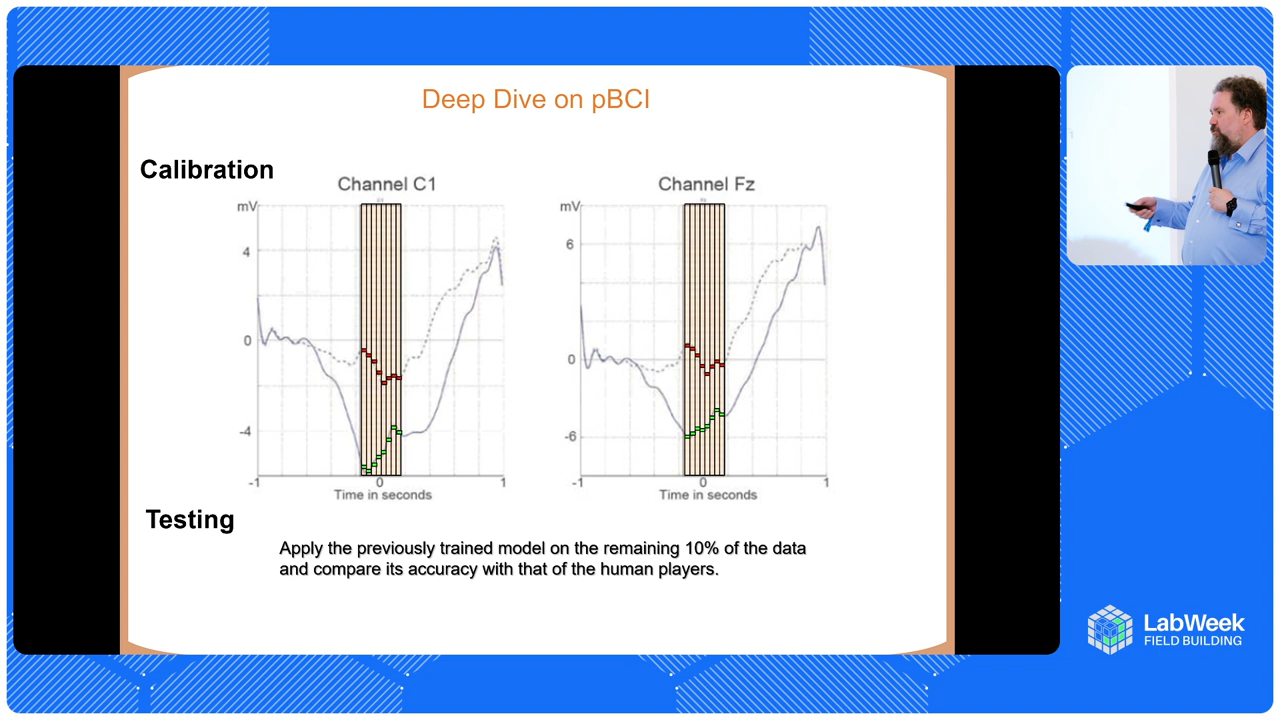 Deep Dive on pBCI
Calibration
Channel C1
mV
4
0
-4
-1
0
1
Time in seconds
Channel Fz
mV
6
0
-6
-1
0
1
Time in seconds
Testing
Apply the previously trained model on the remaining 10% of the data
and compare its accuracy with that of the human players.
LabWeek
FIELD BUILDING